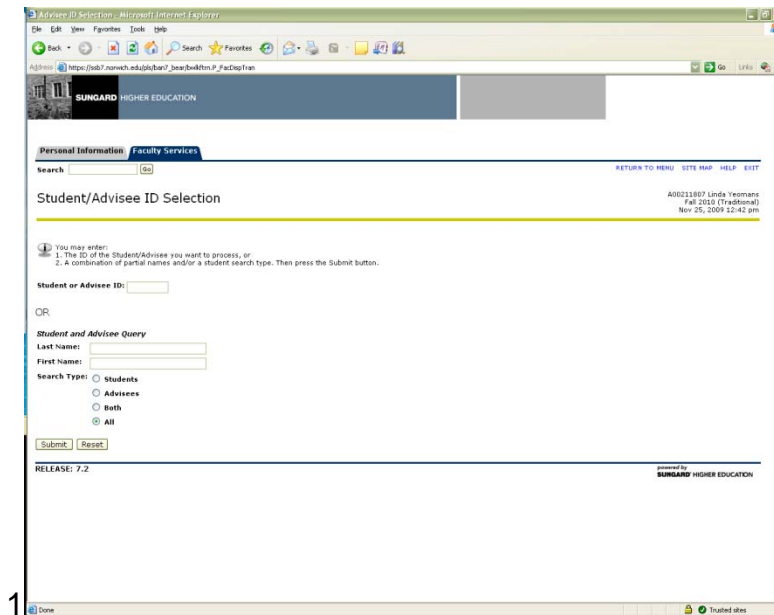 Advisee ID Selection - Microsoft Internet Explorer
File Edit View Favorites Tools Help
Back Search Favorites
Address https://ssb7.norwich.edu/pls/ban7_bear/bwlkftrn.P_FacDispTran Go Links
SUNGARD HIGHER EDUCATION
Personal Information Faculty Services
Search Go RETURN TO MENU SITE MAP HELP EXIT
Student/Advisee ID Selection
A00211807 Linda Yeomans
Fall 2010 (Traditional)
Nov 25, 2009 12:42 pm
You may enter:
1. The ID of the Student/Advisee you want to process, or
2. A combination of partial names and/or a student search type. Then press the Submit button.
Student or Advisee ID:
OR
Student and Advisee Query
Last Name:
First Name:
Search Type: Students
Advisees
Both
All
Submit Reset
RELEASE: 7.2
powered by
SUNGARD HIGHER EDUCATION
1
Done Trusted sites